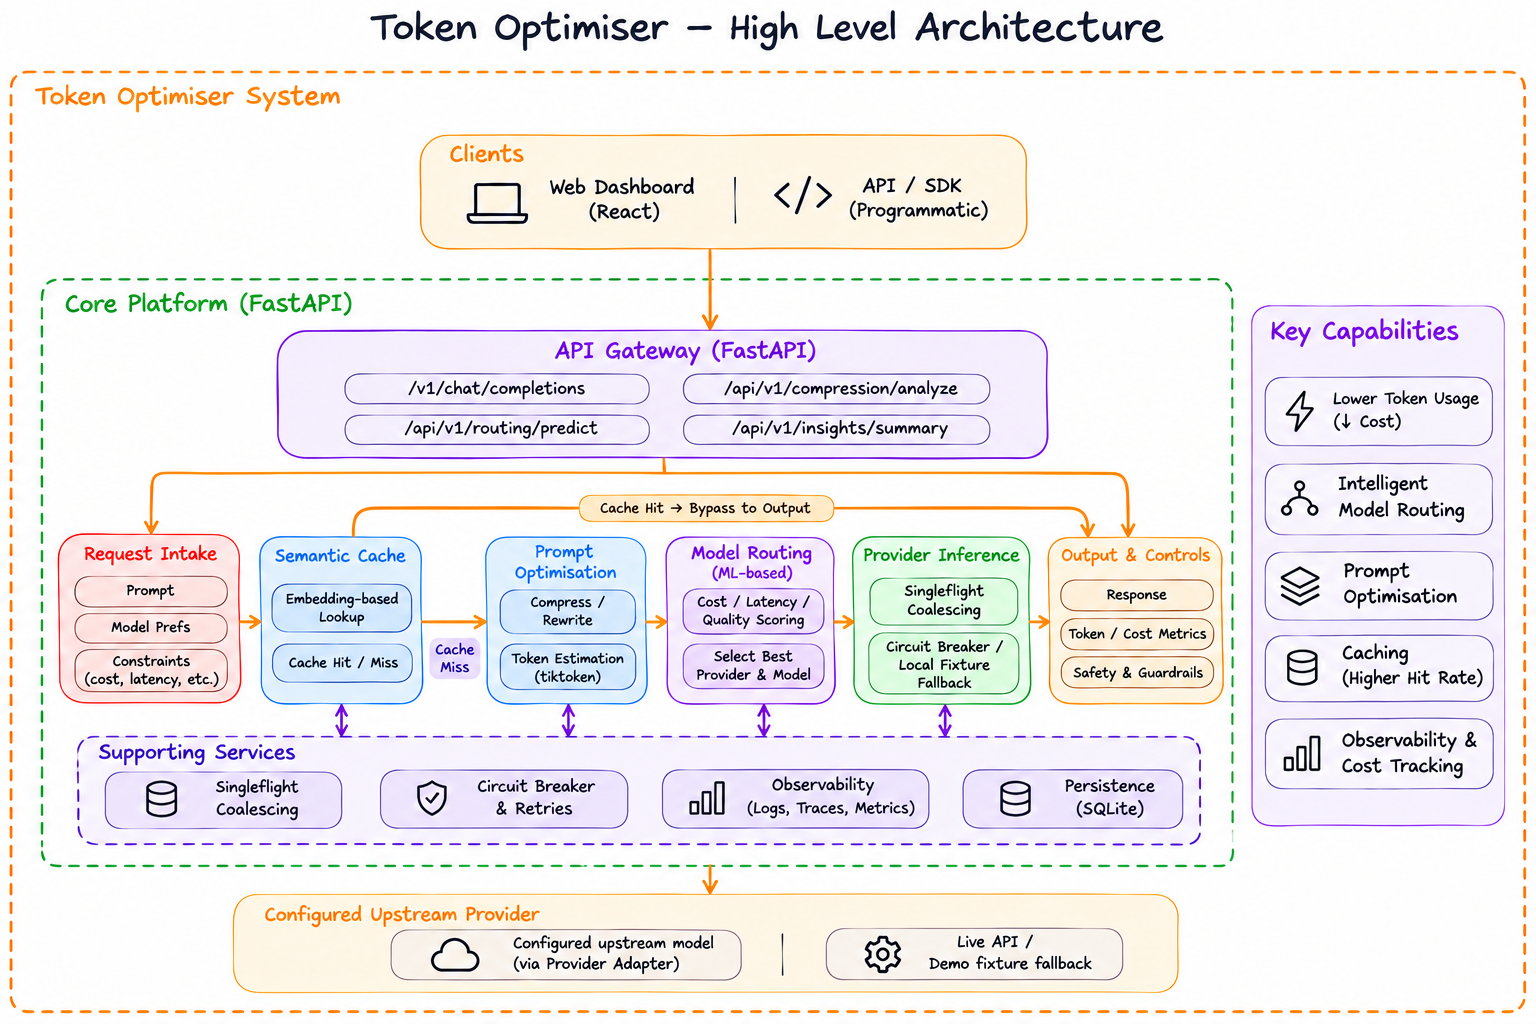 Token Optimiser – High Level Architecture
Token Optimiser System
Clients
Web Dashboard
(React)
</>
API / SDK
(Programmatic)
Core Platform (FastAPI)
API Gateway (FastAPI)
/v1/chat/completions
/api/v1/compression/analyze
/api/v1/routing/predict
/api/v1/insights/summary
Cache Hit → Bypass to Output
Request Intake
Prompt
Model Prefs
Constraints
(cost, latency, etc.)
Semantic Cache
Embedding-based
Lookup
Cache Hit / Miss
Cache
Miss
Prompt
Optimisation
Compress /
Rewrite
Token Estimation
(tiktoken)
Model Routing
(ML-based)
Cost / Latency /
Quality Scoring
Select Best
Provider & Model
Provider Inference
Singleflight
Coalescing
Circuit Breaker /
Local Fixture
Fallback
Output & Controls
Response
Token / Cost Metrics
Safety & Guardrails
Supporting Services
Singleflight
Coalescing
Circuit Breaker
& Retries
Observability
(Logs, Traces, Metrics)
Persistence
(SQLite)
Configured Upstream Provider
Configured upstream model
(via Provider Adapter)
Live API /
Demo fixture fallback
Key Capabilities
Lower Token Usage
(↓ Cost)
Intelligent
Model Routing
Prompt
Optimisation
Caching
(Higher Hit Rate)
Observability &
Cost Tracking